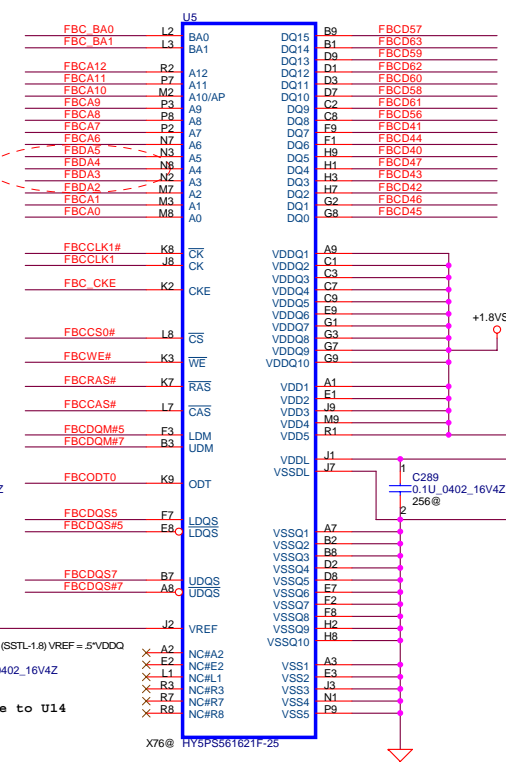 U5
FBC_BA0 L2 BA0 DQ15 B9 FBCD57
FBC_BA1 L3 BA1 DQ14 B1 FBCD63
DQ13 D9 FBCD59
FBCA12 R2 A12 DQ12 D1 FBCD62
FBCA11 P7 A11 DQ11 D3 FBCD60
FBCA10 M2 A10/AP DQ10 D7 FBCD58
FBCA9 P3 A9 DQ9 C2 FBCD61
FBCA8 P8 A8 DQ8 C8 FBCD56
FBCA7 P2 A7 DQ7 F9 FBCD41
FBCA6 N7 A6 DQ6 F1 FBCD44
FBDA5 N3 A5 DQ5 H9 FBCD40
FBDA4 N8 A4 DQ4 H1 FBCD47
FBDA3 N2 A3 DQ3 H3 FBCD43
FBDA2 M7 A2 DQ2 H7 FBCD42
FBCA1 M3 A1 DQ1 G2 FBCD46
FBCA0 M8 A0 DQ0 G8 FBCD45
FBCCLK1# K8 CK VDDQ1 A9
FBCCLK1 J8 CK VDDQ2 C1
VDDQ3 C3
FBC_CKE K2 CKE VDDQ4 C7
VDDQ5 C9
VDDQ6 E9
VDDQ7 G1
+1.8VS
FBCCS0# L8 CS VDDQ8 G3
VDDQ9 G7
FBCWE# K3 WE VDDQ10 G9
FBCRAS# K7 RAS VDD1 A1
VDD2 E1
FBCCAS# L7 CAS VDD3 J9
VDD4 M9
FBCDQM#5 F3 LDM VDD5 R1
FBCDQM#7 B3 UDM
VDDL J1
VSSDL J7
1
C289
FBCODT0 K9 ODT
Z
0.1U_0402_16V4Z
256@
2
FBCDQS5 F7 LDQS
FBCDQS#5 E8 LDQS VSSQ1 A7
VSSQ2 B2
VSSQ3 B8
VSSQ4 D2
FBCDQS7 B7 UDQS VSSQ5 D8
FBCDQS#7 A8 UDQS VSSQ6 E7
VSSQ7 F2
VSSQ8 F8
J2 VREF VSSQ9 H2
VSSQ10 H8
(SSTL-1.8) VREF = .5*VDDQ
A2 NC#A2
E2 NC#E2 VSS1 A3
0402_16V4Z
L1 NC#L1 VSS2 E3
R3 NC#R3 VSS3 J3
R7 NC#R7 VSS4 N1
R8 NC#R8 VSS5 P9
e to U14
X76@ HY5PS561621F-25